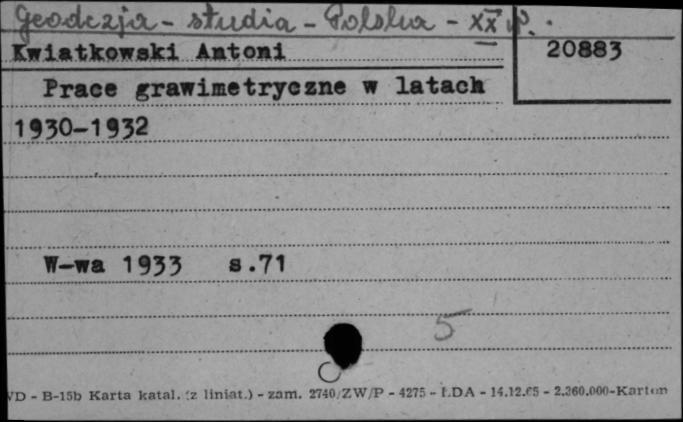 Geodezja - studia - Polska - XX w.
Kwiatkowski Antoni
20883
Prace grawimetryczne w latach
1930-1932
W-wa 1933 s.71
5
VD - B-15b Karta katal. (z liniat.) - zam. 2740/ZW/P - 4275 - LDA - 14.12.65 - 2.360.000-Karton